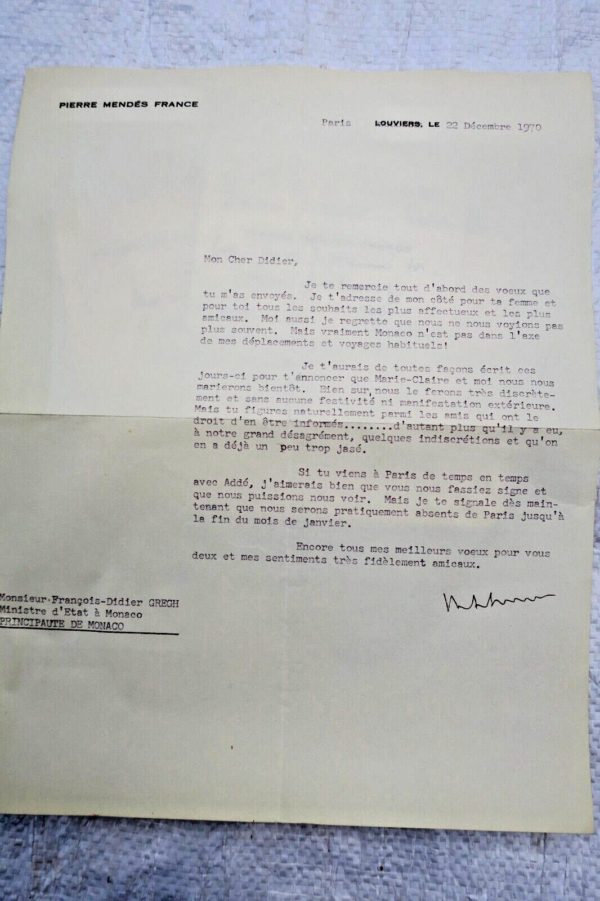 PIERRE MENDÈS FRANCE
Paris LOUVIERS, LE 22 Décembre 1970
Mon Cher Didier,
Je te remercie tout d'abord des voeux que
tu m'as envoyés. Je t'adresse de mon côté pour ta femme et
pour toi tous les souhaits les plus affectueux et les plus
amicaux. Moi aussi je regrette que nous ne nous voyions pas
plus souvent. Mais vraiment Monaco n'est pas dans l'axe
de mes déplacements et voyages habituels!
Je t'aurais de toutes façons écrit ces
jours-ci pour t'annoncer que Marie-Claire et moi nous nous
marierons bientôt. Bien sur, nous le ferons très discrète-
ment et sans aucune festivité ni manifestation extérieure.
Mais tu figures naturellement parmi les amis qui ont le
droit d'en être informés........d'autant plus qu'il y a eu,
à notre grand désagrément, quelques indiscrétions et qu'on
en a déjà un peu trop jasé.
Si tu viens à Paris de temps en temps
avec Addé, j'aimerais bien que vous nous fassiez signe et
que nous puissions nous voir. Mais je te signale dès main-
tenant que nous serons pratiquement absents de Paris jusqu'à
la fin du mois de janvier.
Encore tous mes meilleurs voeux pour vous
deux et mes sentiments très fidèlement amicaux.
Monsieur François-Didier GREGH
Ministre d'Etat à Monaco
PRINCIPAUTE DE MONACO